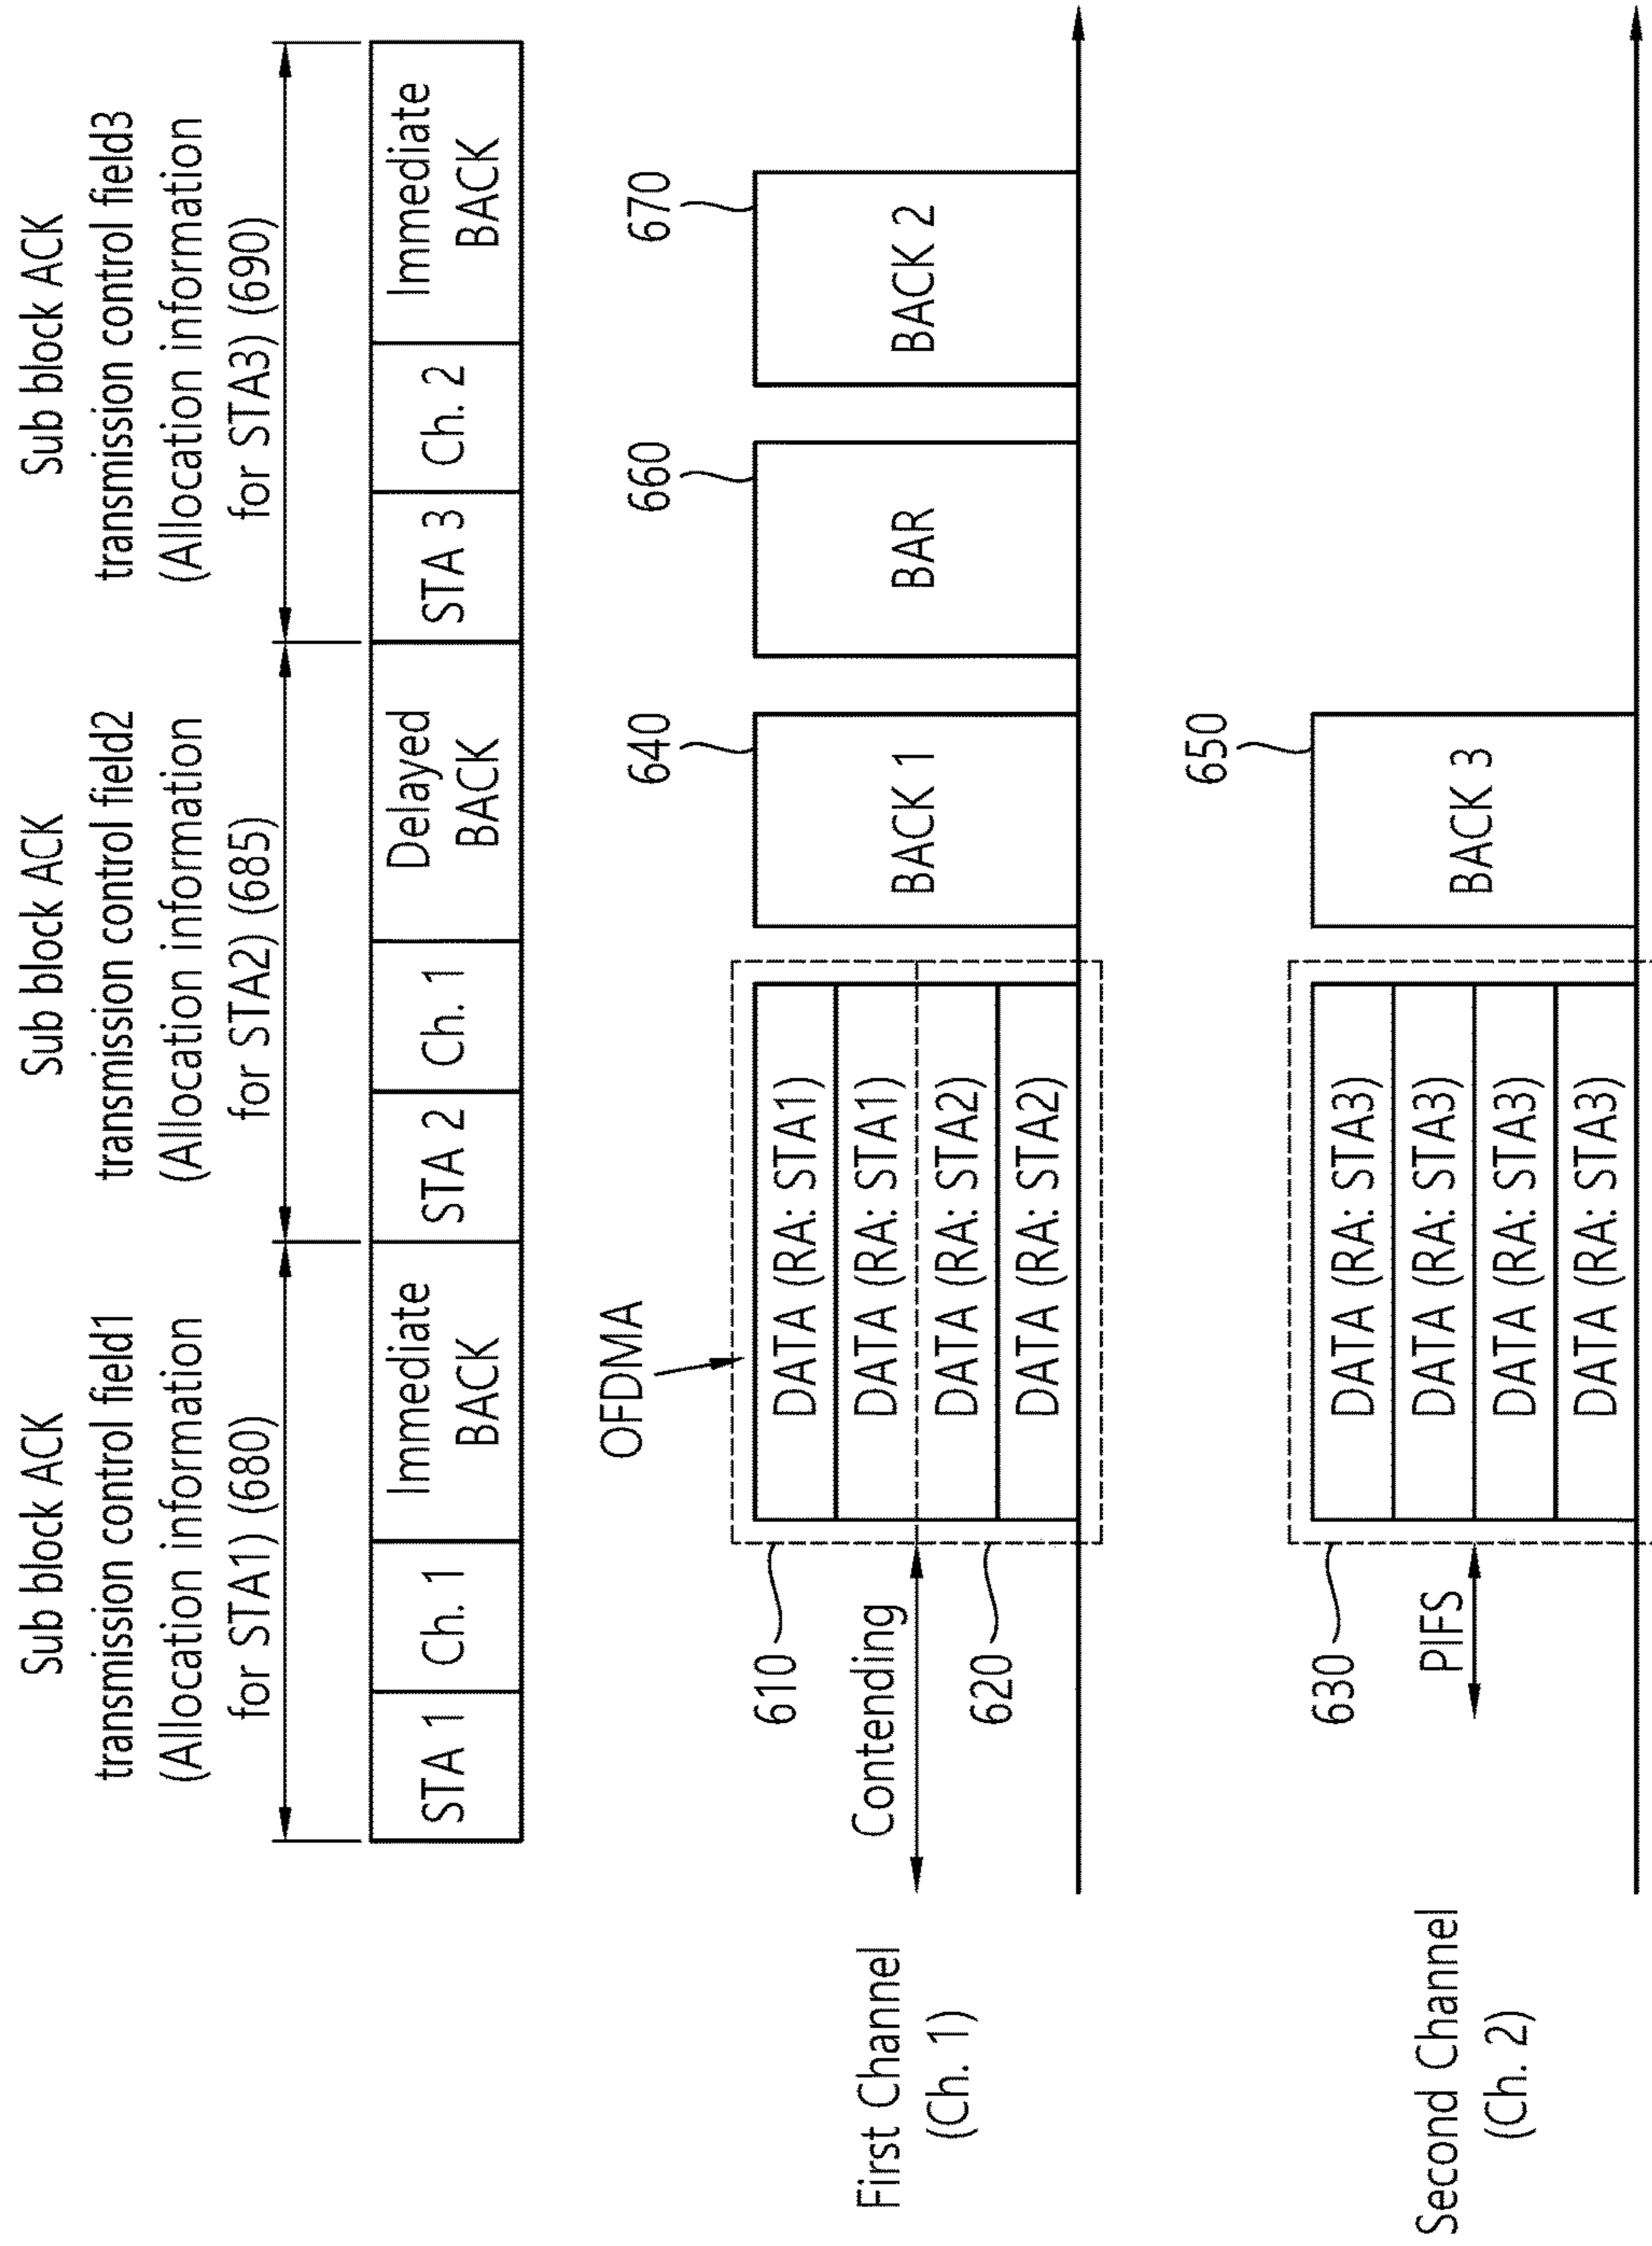 Sub block ACK
transmission control field1
(Allocation information
for STA1) (680)
Sub block ACK
transmission control field2
(Allocation information
for STA2) (685)
Sub block ACK
transmission control field3
(Allocation information
for STA3) (690)
STA 1
Ch. 1
Immediate
BACK
STA 2
Ch. 1
Delayed
BACK
STA 3
Ch. 2
Immediate
BACK
OFDMA
640
660
670
First Channel
(Ch. 1)
610
Contending
620
DATA (RA: STA1)
DATA (RA: STA1)
DATA (RA: STA2)
DATA (RA: STA2)
BACK 1
BAR
BACK 2
650
Second Channel
(Ch. 2)
630
PIFS
DATA (RA: STA3)
DATA (RA: STA3)
DATA (RA: STA3)
DATA (RA: STA3)
BACK 3